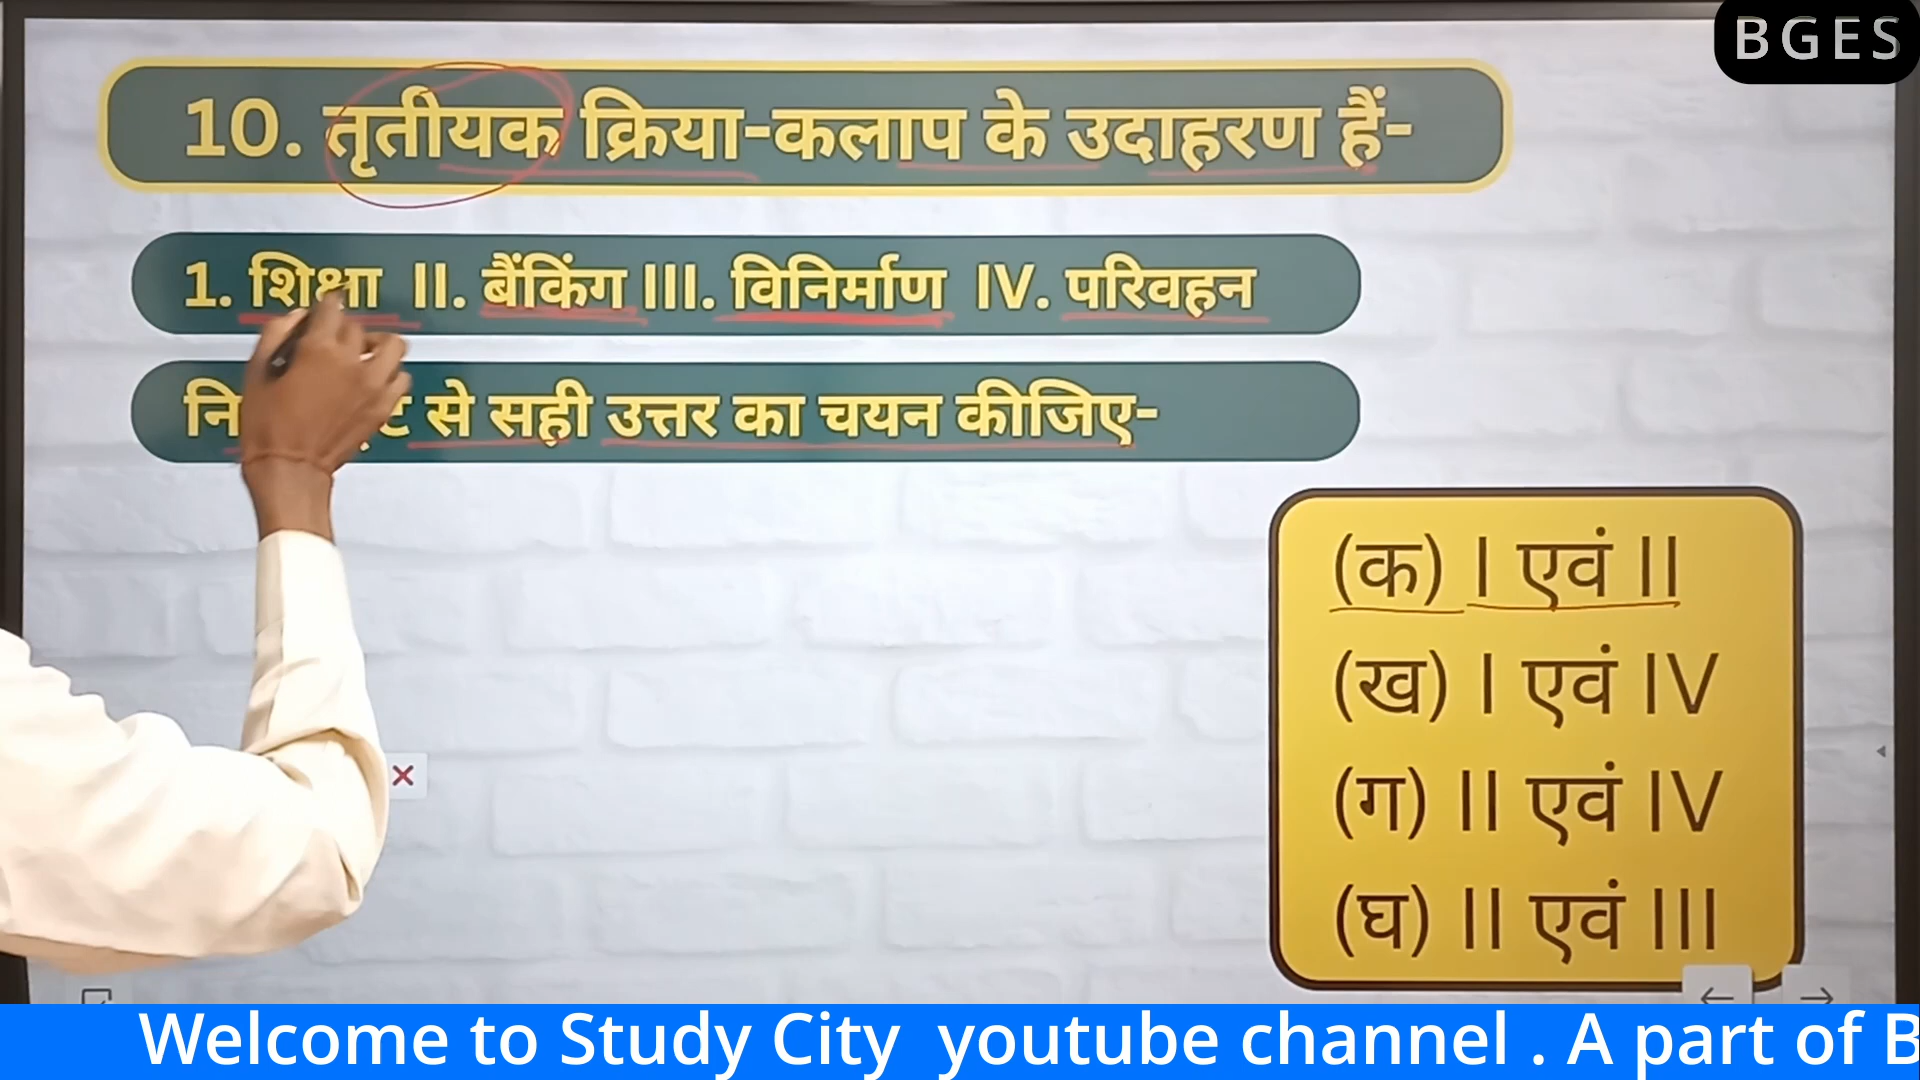 BGES
10. तृतीयक क्रिया-कलाप के उदाहरण हैं-
1. शिक्षा II. बैंकिंग III. विनिर्माण IV. परिवहन
से सही उत्तर का चयन कीजिए-
(क) I एवं II
(ख) I एवं IV
(ग) II एवं IV
(घ) II एवं III
Welcome to Study City youtube channel . A part of B